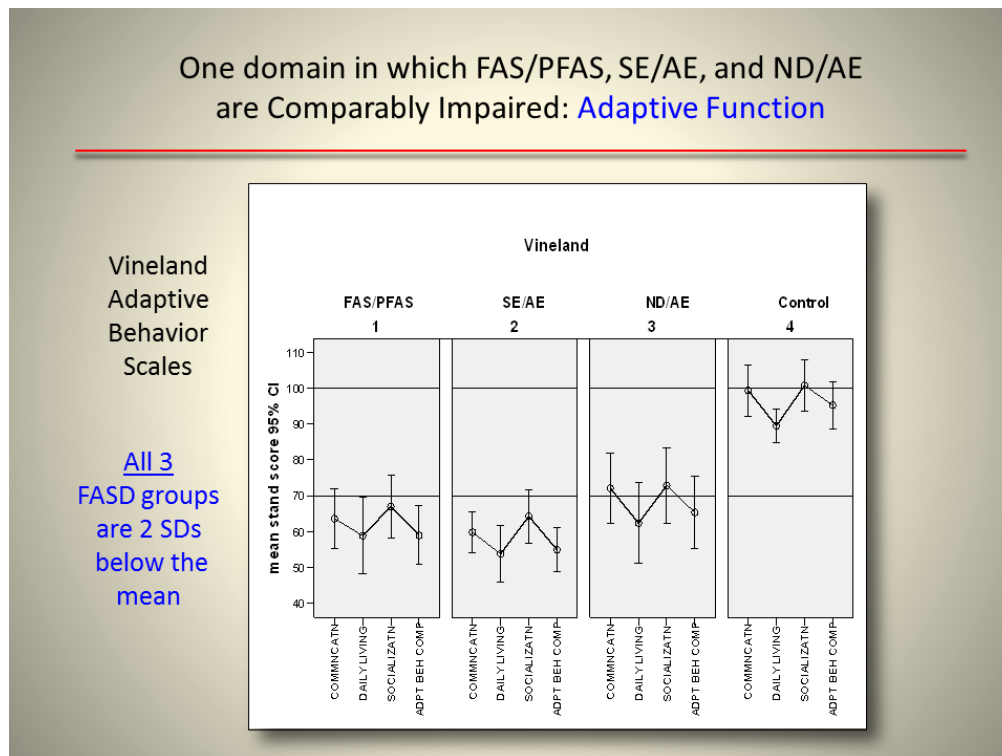 One domain in which FAS/PFAS, SE/AE, and ND/AE
are Comparably Impaired: Adaptive Function
Vineland
Adaptive
Behavior
Scales
All 3
FASD groups
are 2 SDs
below the
mean
Vineland
FAS/PFAS SE/AE ND/AE Control
1 2 3 4
mean stand score 95% CI
110
100
90
80
70
60
50
40
COMMNCATN
DAILY LIVING
SOCIALIZATN
ADPT BEH COMP
COMMNCATN
DAILY LIVING
SOCIALIZATN
ADPT BEH COMP
COMMNCATN
DAILY LIVING
SOCIALIZATN
ADPT BEH COMP
COMMNCATN
DAILY LIVING
SOCIALIZATN
ADPT BEH COMP